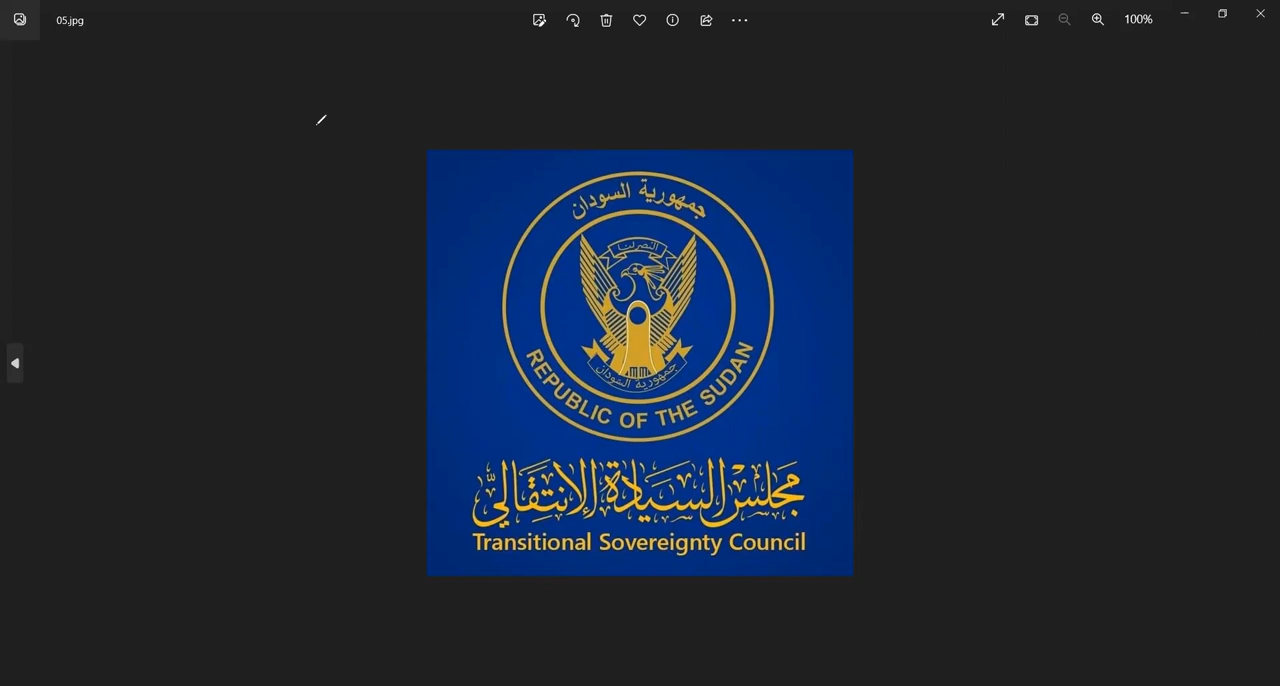 05.jpg
100%
جمهورية السودان
النصر لنا
جمهورية السودان
REPUBLIC OF THE SUDAN
مجلس السيادة الإنتقالي
Transitional Sovereignty Council